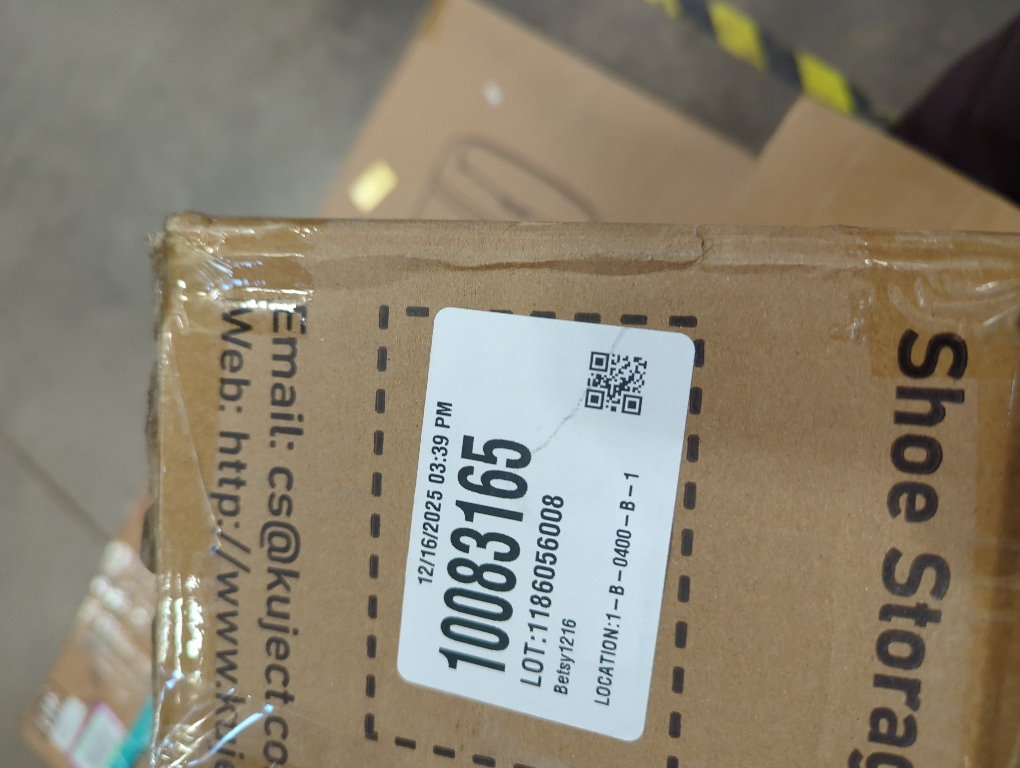 12/16/2025 03:39 PM
10083165
LOT:1186056008
Betsy1216
LOCATION:1-B-0400-B-1
Shoe Storag
Email: cs@kuject.co
Web: http://www.kuje